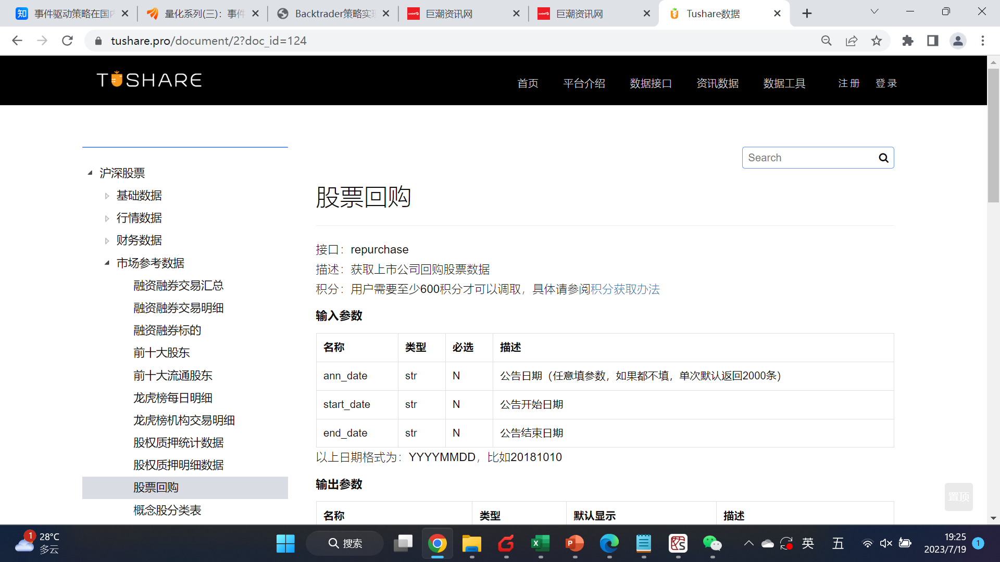 事件驱动策略在国内
量化系列(三)：事件
Backtrader策略实现
巨潮资讯网
巨潮资讯网
Tushare数据
tushare.pro/document/2?doc_id=124
TUSHARE
首页
平台介绍
数据接口
资讯数据
数据工具
注册
登录
Search
沪深股票
基础数据
行情数据
财务数据
市场参考数据
融资融券交易汇总
融资融券交易明细
融资融券标的
前十大股东
前十大流通股东
龙虎榜每日明细
龙虎榜机构交易明细
股权质押统计数据
股权质押明细数据
股票回购
概念股分类表
股票回购
接口：repurchase
描述：获取上市公司回购股票数据
积分：用户需要至少600积分才可以调取，具体请参阅积分获取办法
输入参数
名称 类型 必选 描述
ann_date str N 公告日期（任意填参数，如果都不填，单次默认返回2000条）
start_date str N 公告开始日期
end_date str N 公告结束日期
以上日期格式为：YYYYMMDD，比如20181010
输出参数
名称 类型 默认显示 描述
置顶
1
28°C
多云
搜索
英
五
19:25
2023/7/19
1